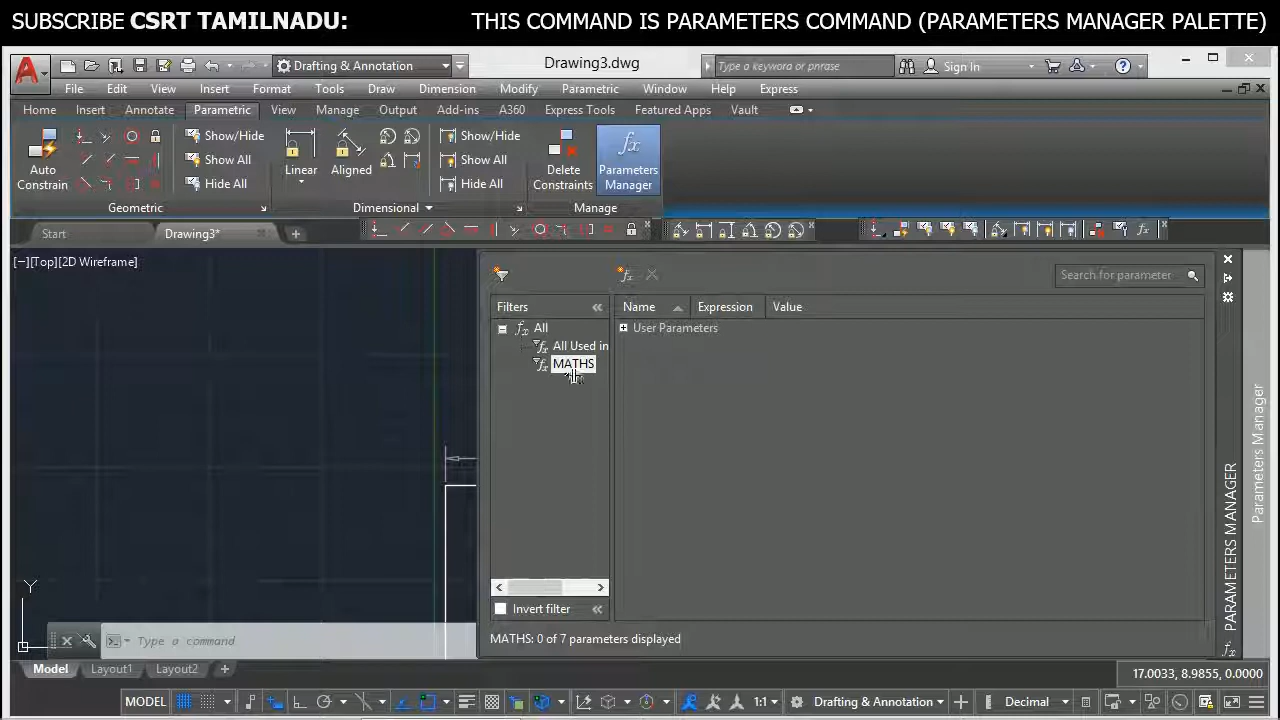 SUBSCRIBE CSRT TAMILNADU: THIS COMMAND IS PARAMETERS COMMAND (PARAMETERS MANAGER PALETTE)
Drafting & Annotation Drawing3.dwg Type a keyword or phrase Sign In
File Edit View Insert Format Tools Draw Dimension Modify Parametric Window Help Express
Home Insert Annotate Parametric View Manage Output Add-ins A360 Express Tools Featured Apps Vault
Auto Constrain
Show/Hide
Show All
Hide All
Linear
Aligned
Show/Hide
Show All
Hide All
Delete Constraints
fx
Parameters Manager
Geometric Dimensional Manage
Start Drawing3*
[−][Top][2D Wireframe]
Search for parameter
Filters Name Expression Value
fx All User Parameters
fx All Used in
fx MATHS
Y
Invert filter
MATHS: 0 of 7 parameters displayed
Type a command
PARAMETERS MANAGER
Parameters Manager
Model Layout1 Layout2
17.0033, 8.9855, 0.0000
MODEL 1:1 Drafting & Annotation Decimal